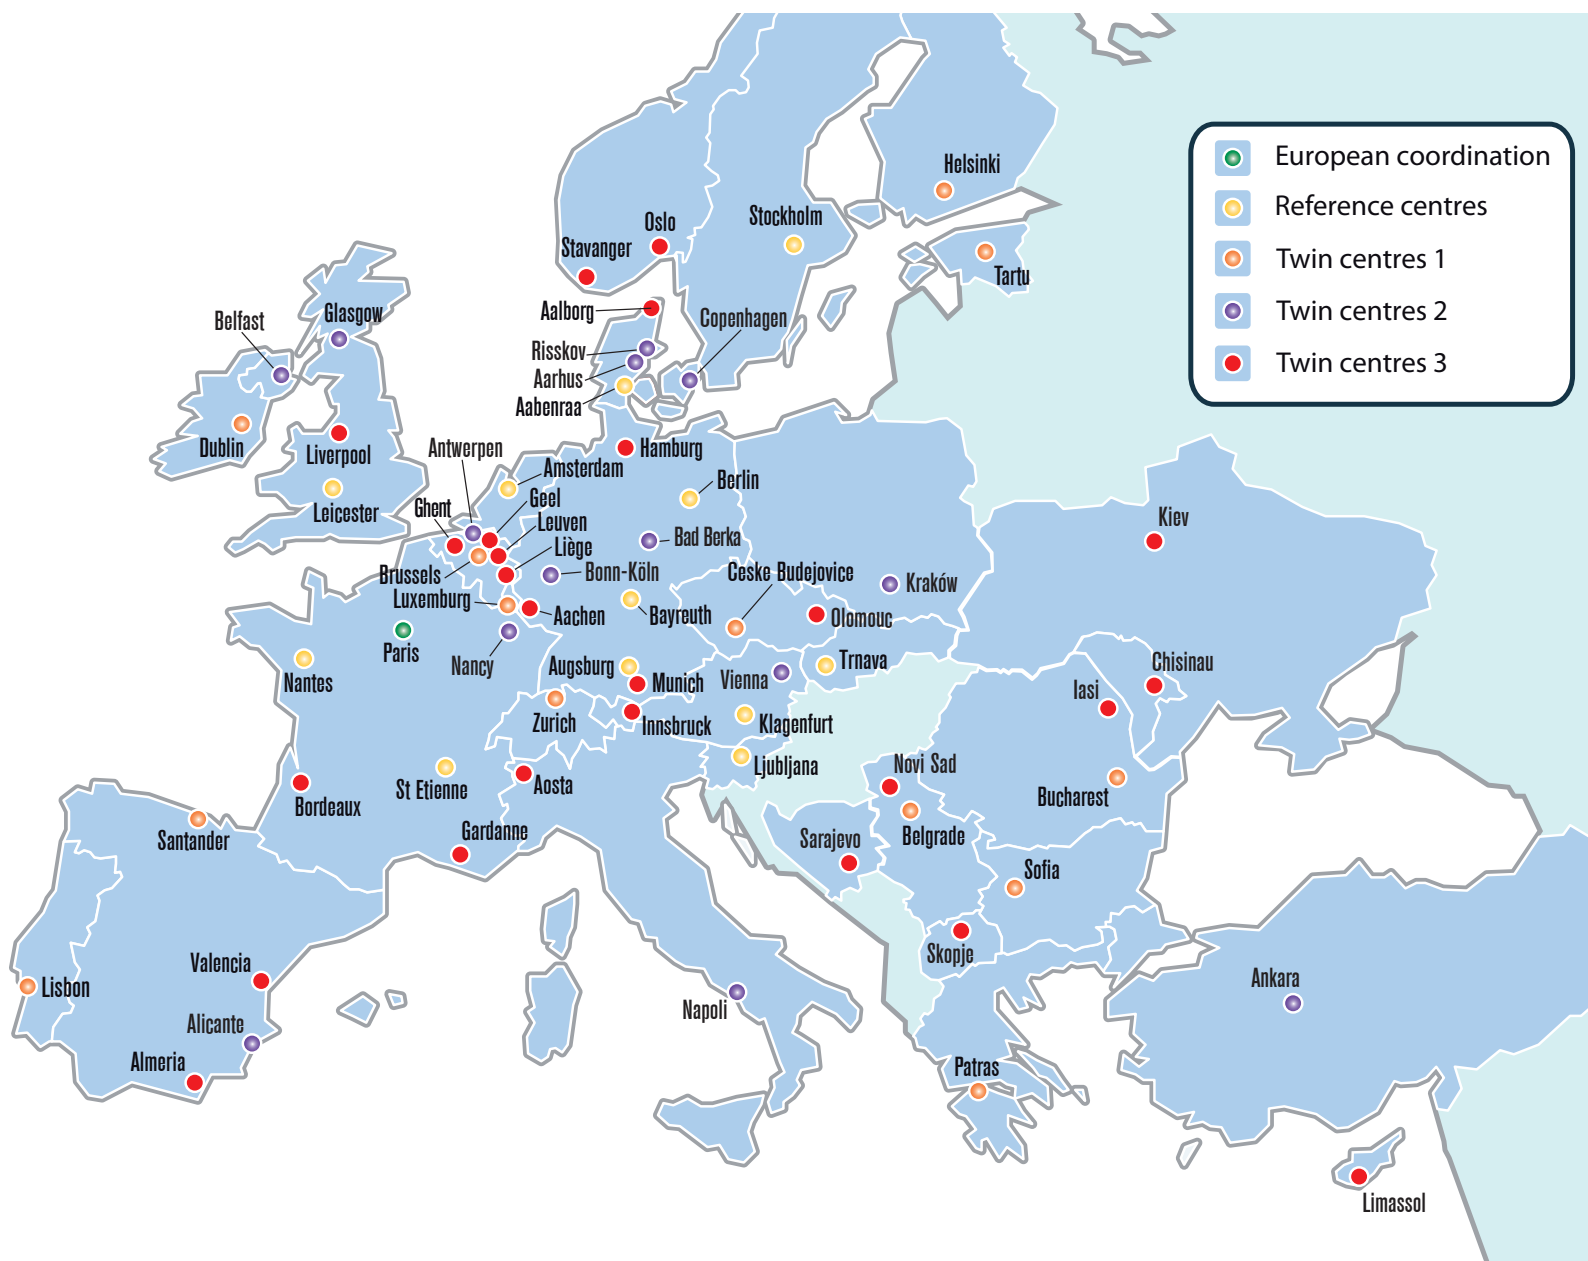 European coordination
Reference centres
Twin centres 1
Twin centres 2
Twin centres 3
Helsinki
Stockholm
Oslo
Stavanger
Tartu
Aalborg
Copenhagen
Glasgow
Belfast
Risskov
Aarhus
Aabenraa
Dublin
Liverpool
Antwerpen
Hamburg
Amsterdam
Berlin
Geel
Ghent
Leicester
Leuven
Kiev
Bad Berka
Liège
Brussels
Bonn-Köln
Ceske Budejovice
Kraków
Luxemburg
Aachen
Bayreuth
Olomouc
Paris
Nancy
Augsburg
Trnava
Chisinau
Nantes
Munich
Vienna
Iasi
Zurich
Innsbruck
Klagenfurt
Ljubljana
Novi Sad
St Etienne
Aosta
Bucharest
Bordeaux
Gardanne
Santander
Belgrade
Sarajevo
Sofia
Skopje
Valencia
Lisbon
Ankara
Napoli
Alicante
Almeria
Patras
Limassol